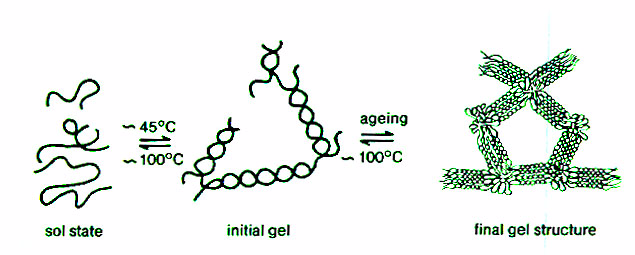 ~ 45°C
~ 100°C
ageing
~ 100°C
sol state
initial gel
final gel structure